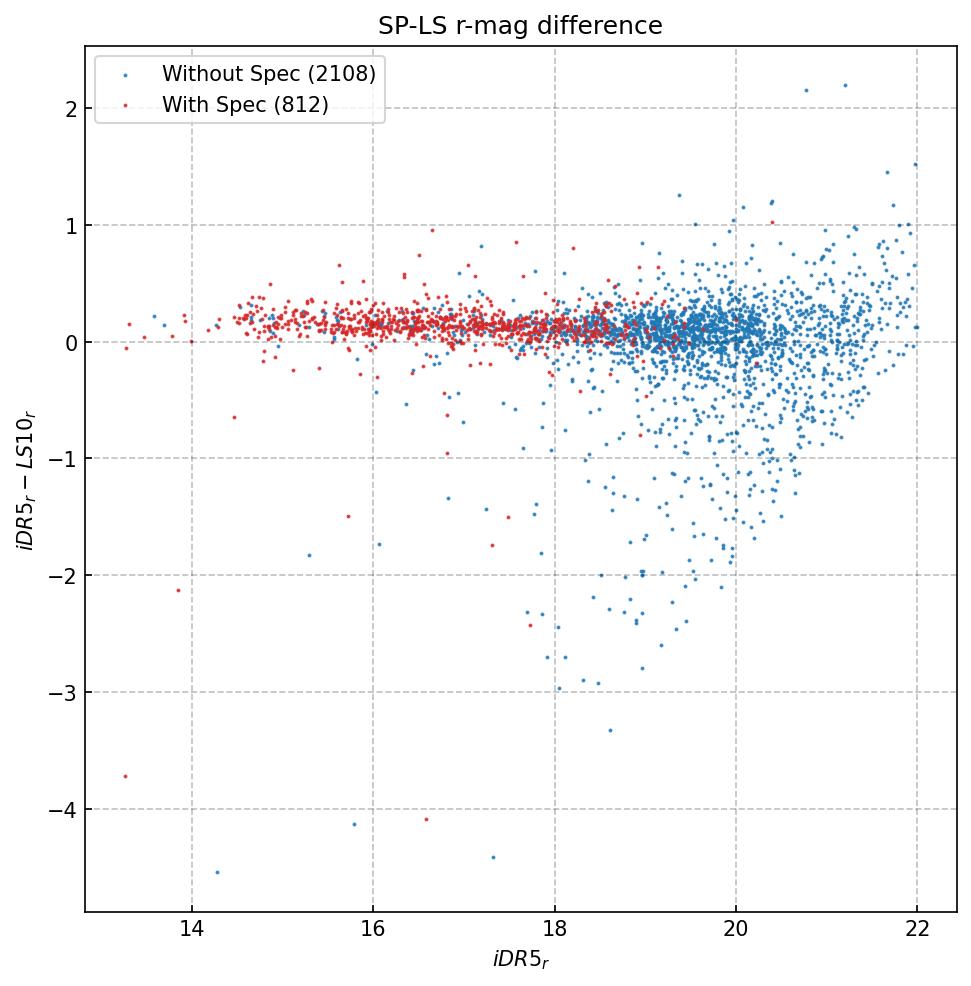 SP-LS r-mag difference
Without Spec (2108)
With Spec (812)
2
1
0
−1
−2
−3
−4
iDR5r − LS10r
14 16 18 20 22
iDR5r